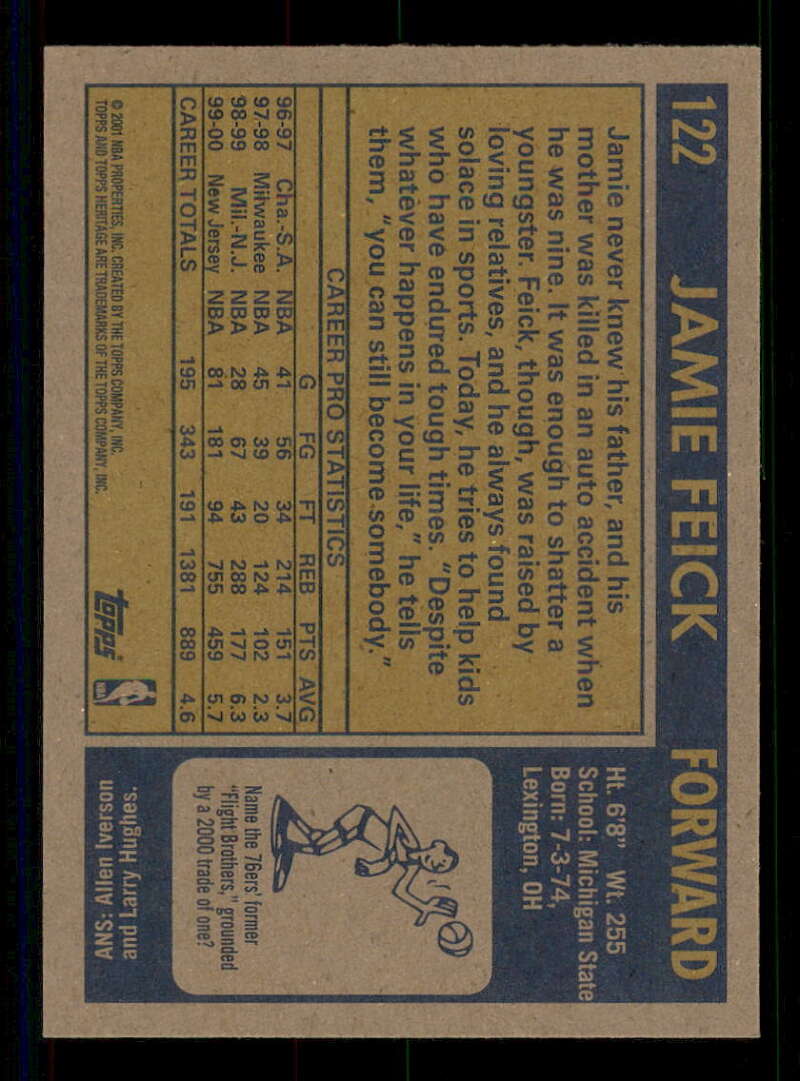 122 JAMIE FEICK FORWARD
Jamie never knew his father, and his
mother was killed in an auto accident when
he was nine. It was enough to shatter a
youngster. Feick, though, was raised by
loving relatives, and he always found
solace in sports. Today, he tries to help kids
who have endured tough times. "Despite
whatever happens in your life," he tells
them, "you can still become somebody."
CAREER PRO STATISTICS
G FG FT REB PTS AVG
96-97 Cha.-S.A. NBA 41 56 34 214 151 3.7
97-98 Milwaukee NBA 45 39 20 124 102 2.3
98-99 Mil.-N.J. NBA 28 67 43 288 177 6.3
99-00 New Jersey NBA 81 181 94 755 459 5.7
CAREER TOTALS 195 343 191 1381 889 4.6
© 2001 NBA PROPERTIES, INC. CREATED BY THE TOPPS COMPANY, INC.
TOPPS AND TOPPS HERITAGE ARE TRADEMARKS OF THE TOPPS COMPANY, INC.
topps®
NBA
Ht. 6'8" Wt. 255
School: Michigan State
Born: 7-3-74,
Lexington, OH
Name the 76ers' former
"Flight Brothers," grounded
by a 2000 trade of one?
ANS: Allen Iverson
and Larry Hughes.